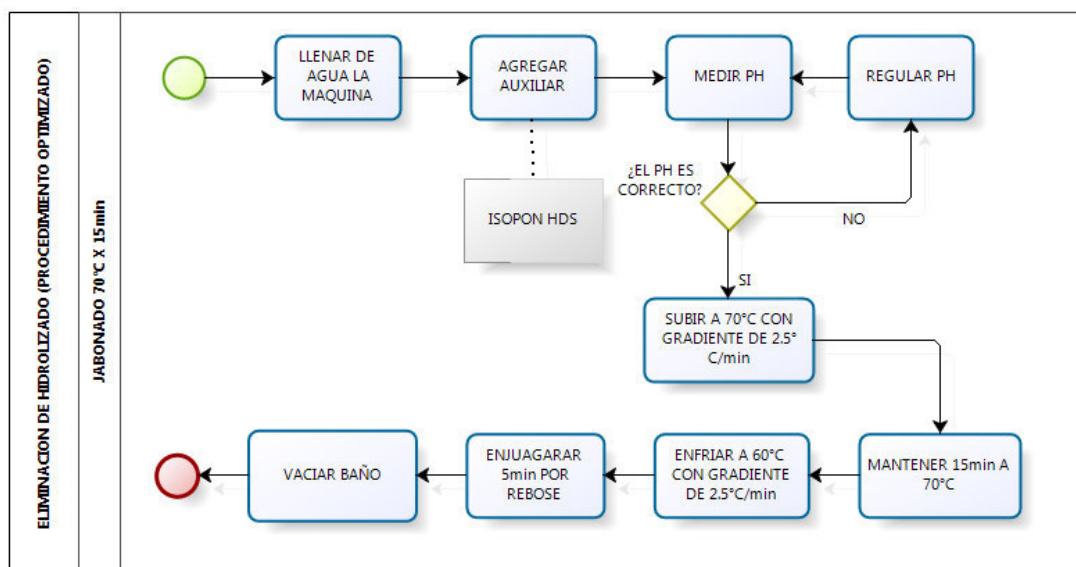 ELIMINACION DE HIDROLIZADO (PROCEDIMIENTO OPTIMIZADO)
JABONADO 70°C X 15min
LLENAR DE
AGUA LA
MAQUINA
AGREGAR
AUXILIAR
MEDIR PH
REGULAR PH
ISOPON HDS
¿EL PH ES
CORRECTO?
NO
SI
SUBIR A 70°C CON
GRADIENTE DE 2.5°
C/min
MANTENER 15min A
70°C
ENFRIAR A 60°C
CON GRADIENTE
DE 2.5°C/min
ENJUAGARAR
5min POR
REBOSE
VACIAR BAÑO